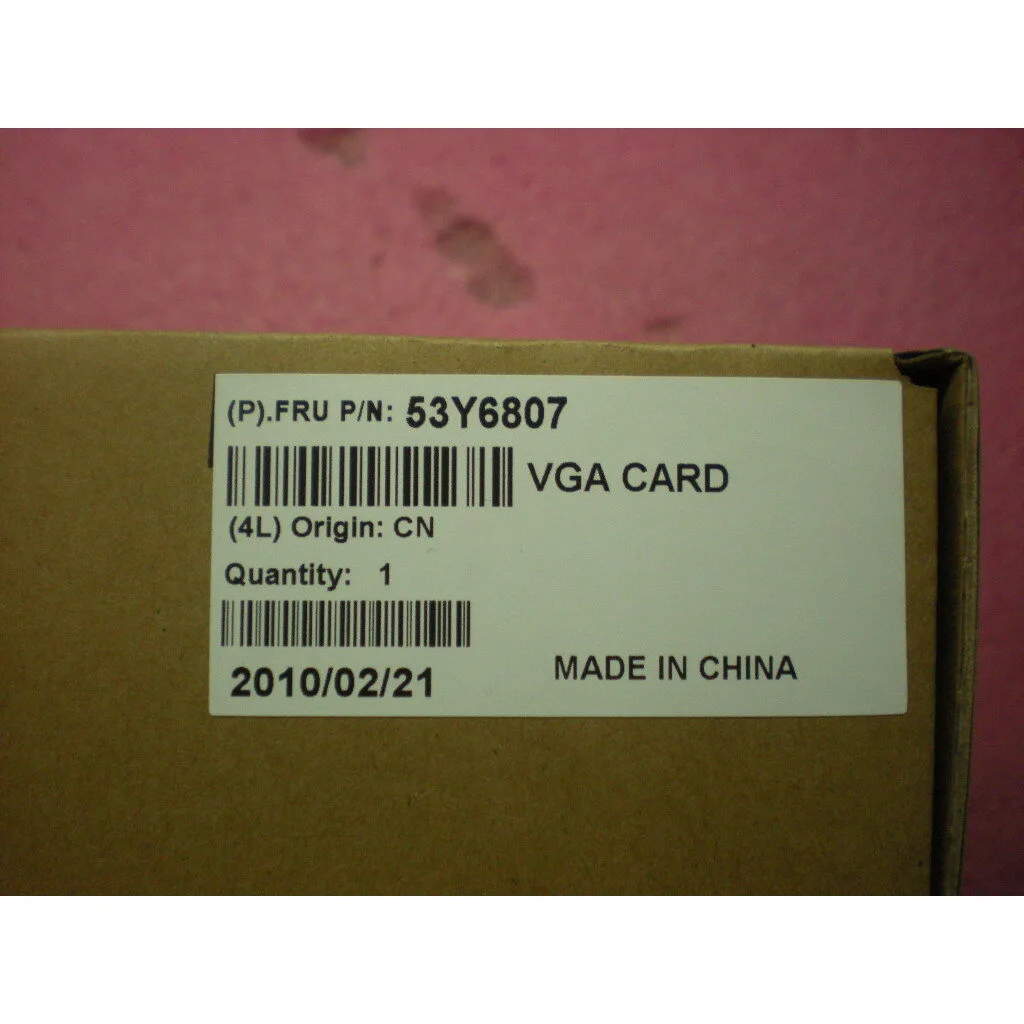 (P).FRU P/N: 53Y6807
VGA CARD
(4L) Origin: CN
Quantity: 1
2010/02/21
MADE IN CHINA